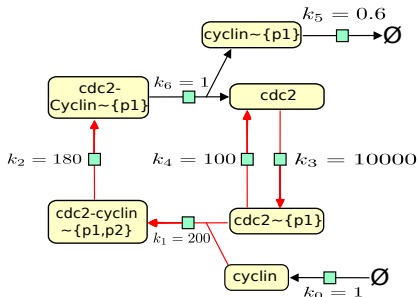 k₅ = 0.6
cyclin~{p1}
Ø
cdc2-
Cyclin~{p1}
k₆ = 1
cdc2
k₂ = 180
k₄ = 100
k₃ = 10000
cdc2-cyclin
~{p1,p2}
cdc2~{p1}
k₁ = 200
cyclin
Ø
k₀ = 1